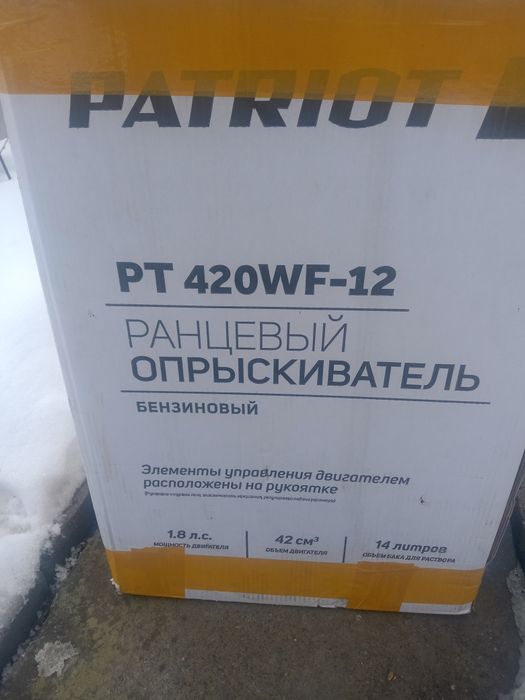 PATRIOT
PT 420WF-12
РАНЦЕВЫЙ
ОПРЫСКИВАТЕЛЬ
БЕНЗИНОВЫЙ
Элементы управления двигателем
расположены на рукоятке
1.8 л.с. 42 см³ 14 литров
МОЩНОСТЬ ДВИГАТЕЛЯ ОБЪЕМ ДВИГАТЕЛЯ ОБЪЕМ БАКА ДЛЯ РАСТВОРА